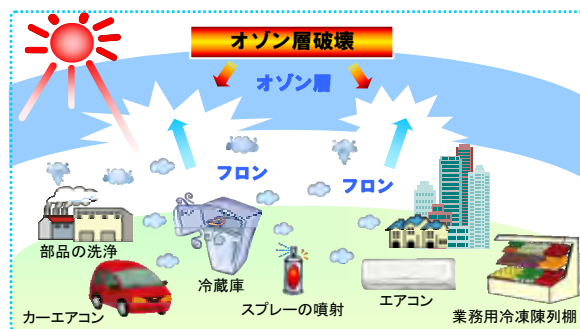 オゾン層破壊
オゾン層
フロン
フロン
部品の洗浄
冷蔵庫
カーエアコン
スプレーの噴射
エアコン
業務用冷凍陳列棚